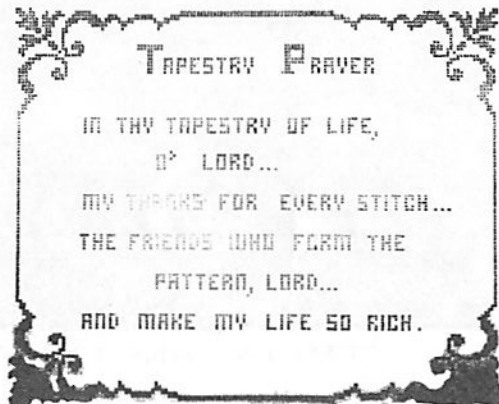 TAPESTRY PRAYER
IN THY TAPESTRY OF LIFE,
O' LORD...
MY THANKS FOR EVERY STITCH...
THE FRIENDS WHO FORM THE
PATTERN, LORD...
AND MAKE MY LIFE SO RICH.